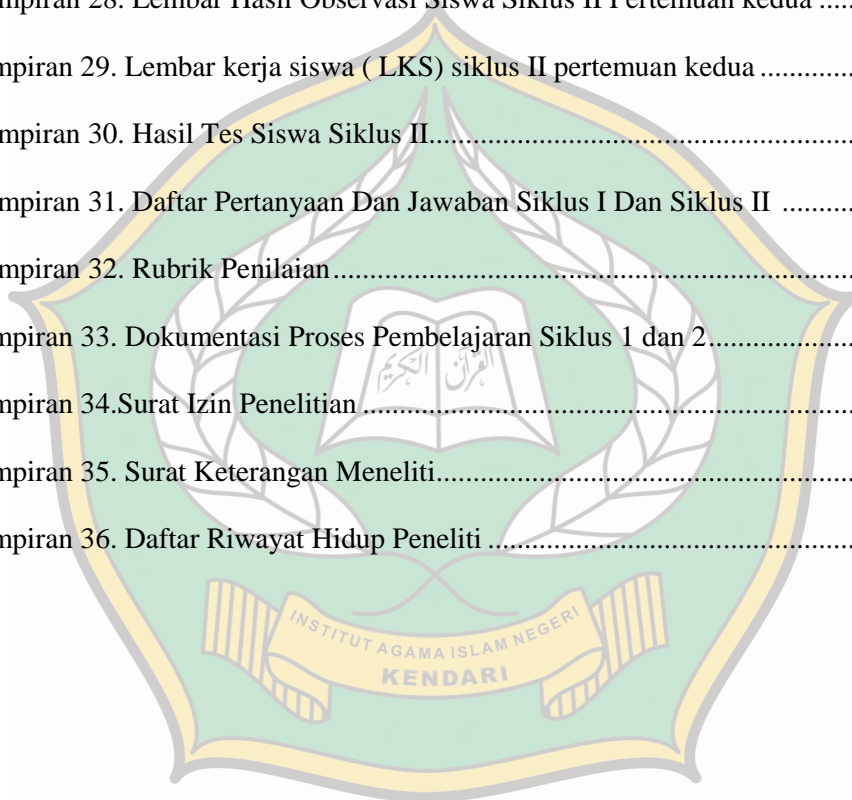 mpiran 28. Lembar Hasil Observasi Siswa Siklus II Pertemuan kedua .....
mpiran 29. Lembar kerja siswa ( LKS) siklus II pertemuan kedua .............
mpiran 30. Hasil Tes Siswa Siklus II.........................................................
mpiran 31. Daftar Pertanyaan Dan Jawaban Siklus I Dan Siklus II ..........
mpiran 32. Rubrik Penilaian......................................................................
mpiran 33. Dokumentasi Proses Pembelajaran Siklus 1 dan 2...................
mpiran 34.Surat Izin Penelitian ..................................................................
mpiran 35. Surat Keterangan Meneliti........................................................
mpiran 36. Daftar Riwayat Hidup Peneliti .................................................
القرآن الكريم
INSTITUT AGAMA ISLAM NEGERI
KENDARI